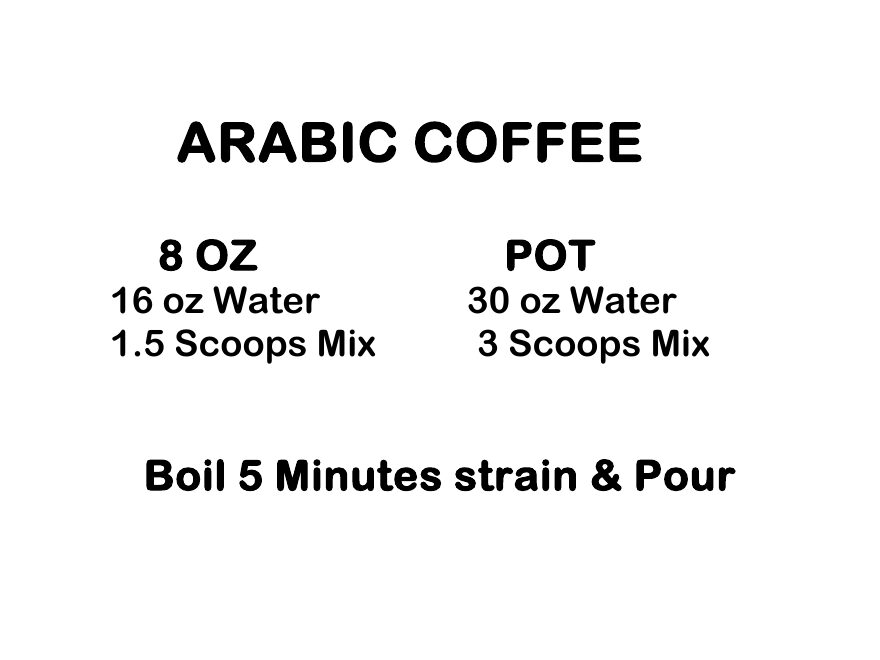 ARABIC COFFEE
8 OZ
16 oz Water
1.5 Scoops Mix
POT
30 oz Water
3 Scoops Mix
Boil 5 Minutes strain & Pour